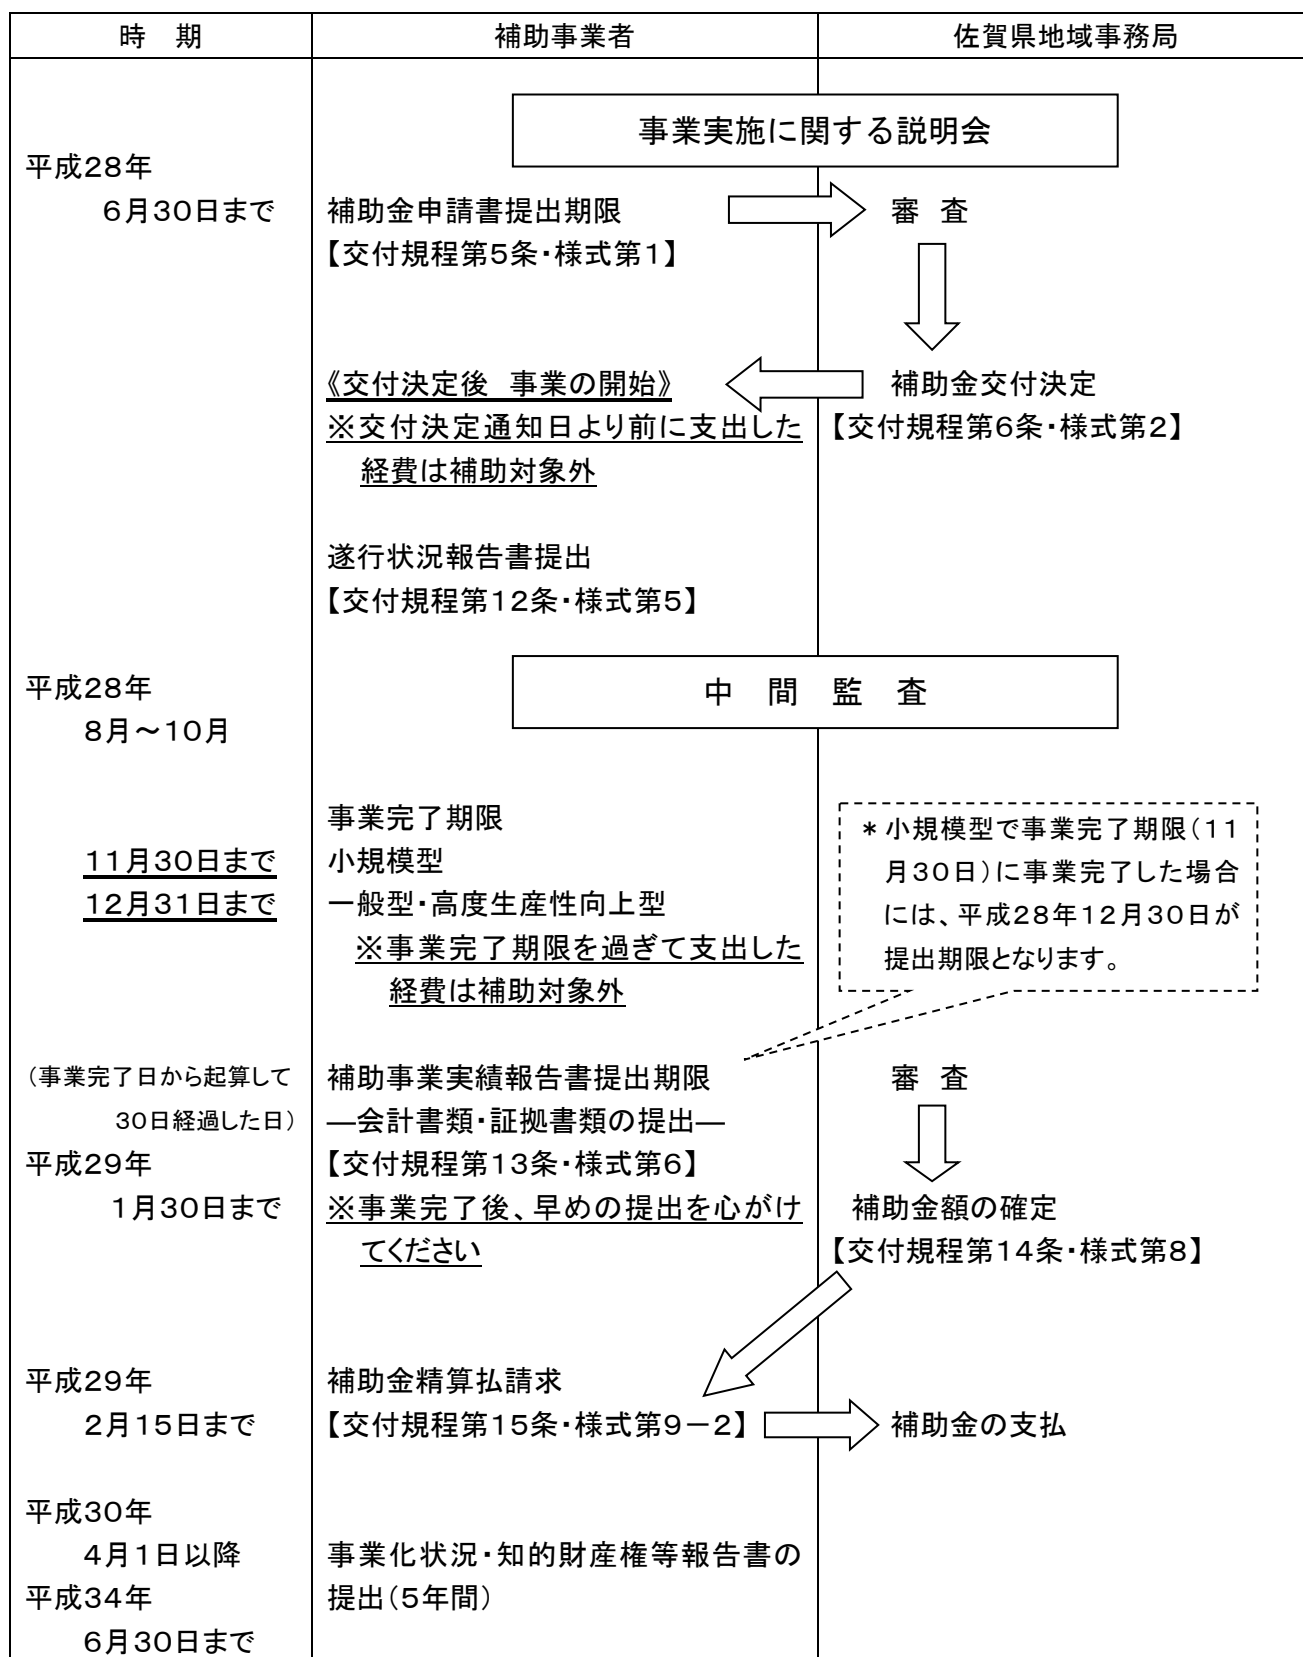 時　期　補助事業者　佐賀県地域事務局
事業実施に関する説明会
平成２８年
６月３０日まで　補助金申請書提出期限　審　査
【交付規程第５条・様式第１】
《交付決定後　事業の開始》　補助金交付決定
※交付決定通知日より前に支出した　【交付規程第６条・様式第２】
経費は補助対象外
遂行状況報告書提出
【交付規程第１２条・様式第５】
平成２８年
中　間　監　査
８月～１０月
事業完了期限
１１月３０日まで　小規模型
１２月３１日まで　一般型・高度生産性向上型
※事業完了期限を過ぎて支出した
経費は補助対象外
＊小規模型で事業完了期限（１１
月３０日）に事業完了した場合
には、平成２８年１２月３０日が
提出期限となります。
（事業完了日から起算して　補助事業実績報告書提出期限　審　査
３０日経過した日）　―会計書類・証拠書類の提出―
平成２９年　【交付規程第１３条・様式第６】
１月３０日まで　※事業完了後、早めの提出を心がけ　補助金額の確定
てください　【交付規程第１４条・様式第８】
平成２９年　補助金精算払請求
２月１５日まで　【交付規程第１５条・様式第９－２】　補助金の支払
平成３０年
４月１日以降　事業化状況・知的財産権等報告書の
平成３４年　提出（５年間）
６月３０日まで